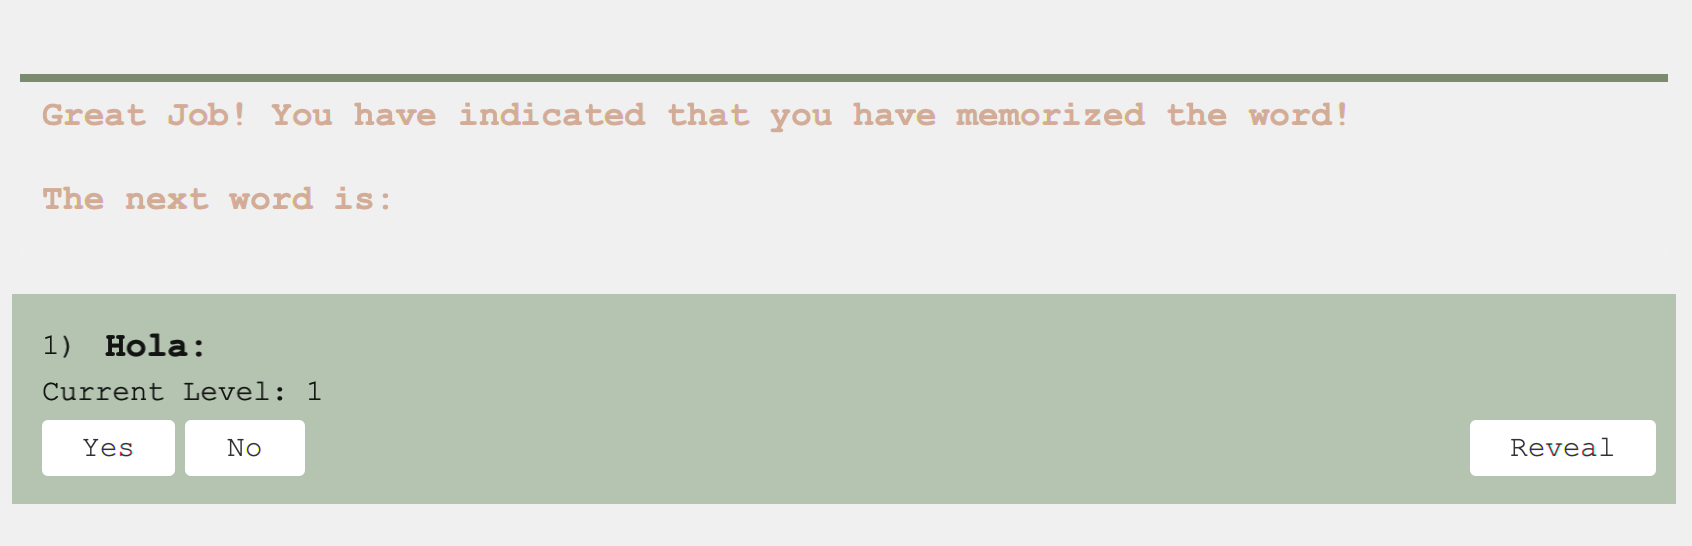 Great Job! You have indicated that you have memorized the word!
The next word is:
1) Hola:
Current Level: 1
Yes No Reveal